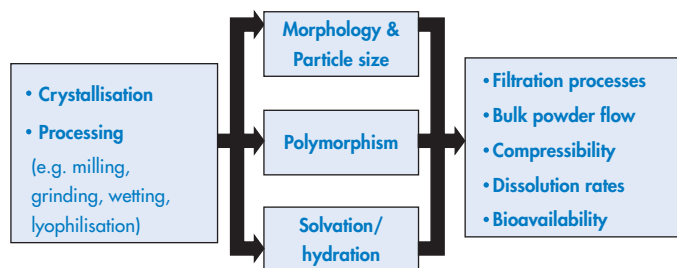 • Crystallisation
• Processing
(e.g. milling,
grinding, wetting,
lyophilisation)
Morphology &
Particle size
Polymorphism
Solvation/
hydration
•Filtration processes
•Bulk powder flow
•Compressibility
•Dissolution rates
•Bioavailability